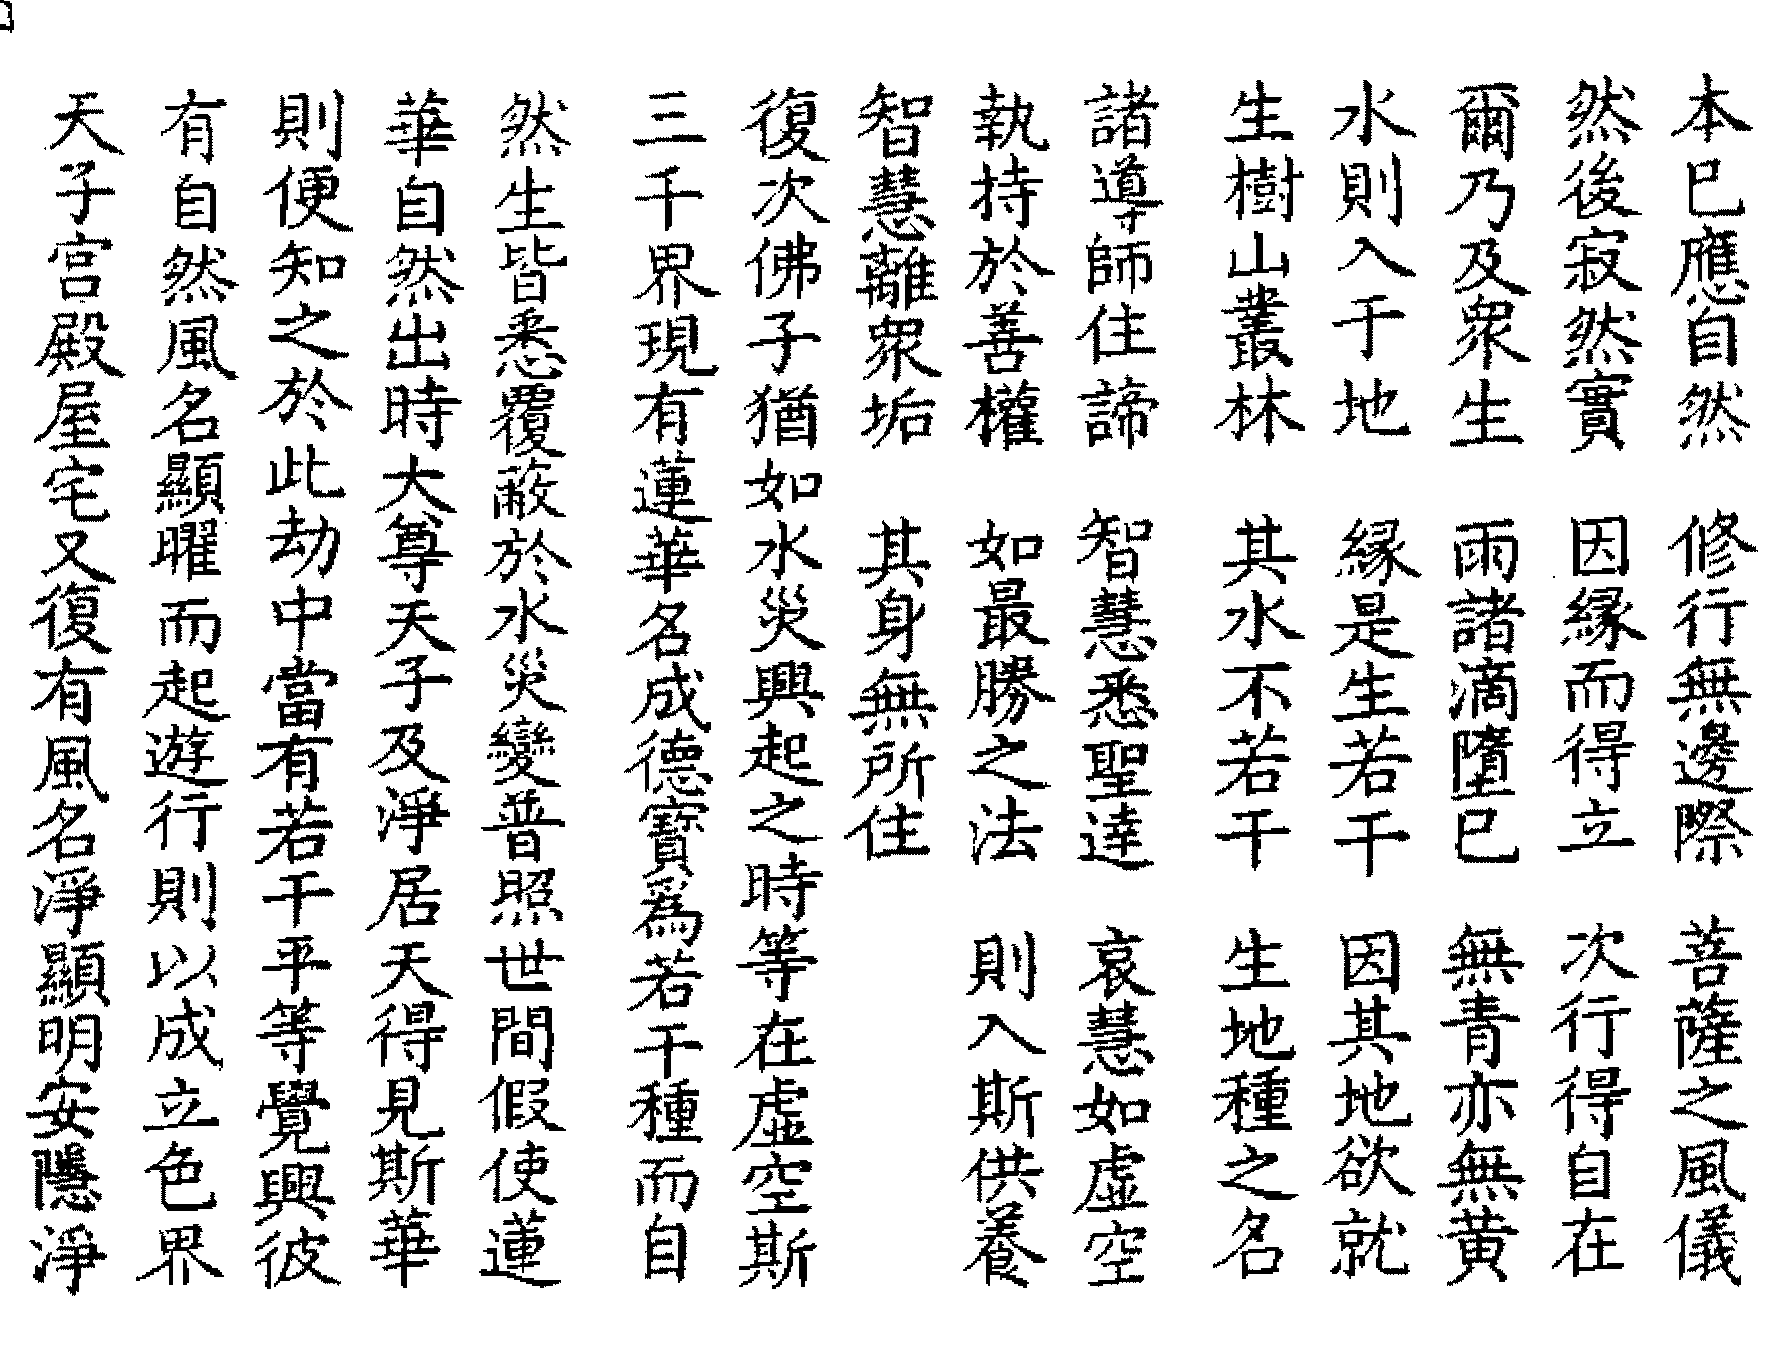 本已應自然　修行無邊際　菩薩之風儀
然後寂然實　因緣而得立　次行得自在
爾乃及衆生　雨諸滴墮已　無青亦無黄
水則入于地　緣是生若干　因其地欲就
生樹山叢林　其水不若干　生地種之名
諸導師住諦　智慧悉聖達　哀慧如虛空
執持於善權　如最勝之法　則入斯供養
智慧離衆垢　其身無所住
復次佛子猶如水災興起之時等在虛空斯
三千界現有蓮華名成德寶爲若干種而自
然生皆悉覆蔽於水災變普照世間假使蓮
華自然出時大尊天子及淨居天得見斯華
則便知之於此劫中當有若干平等覺興彼
有自然風名顯曜而起遊行則以成立色界
天子宮殿屋宅又復有風名淨顯明安隱淨